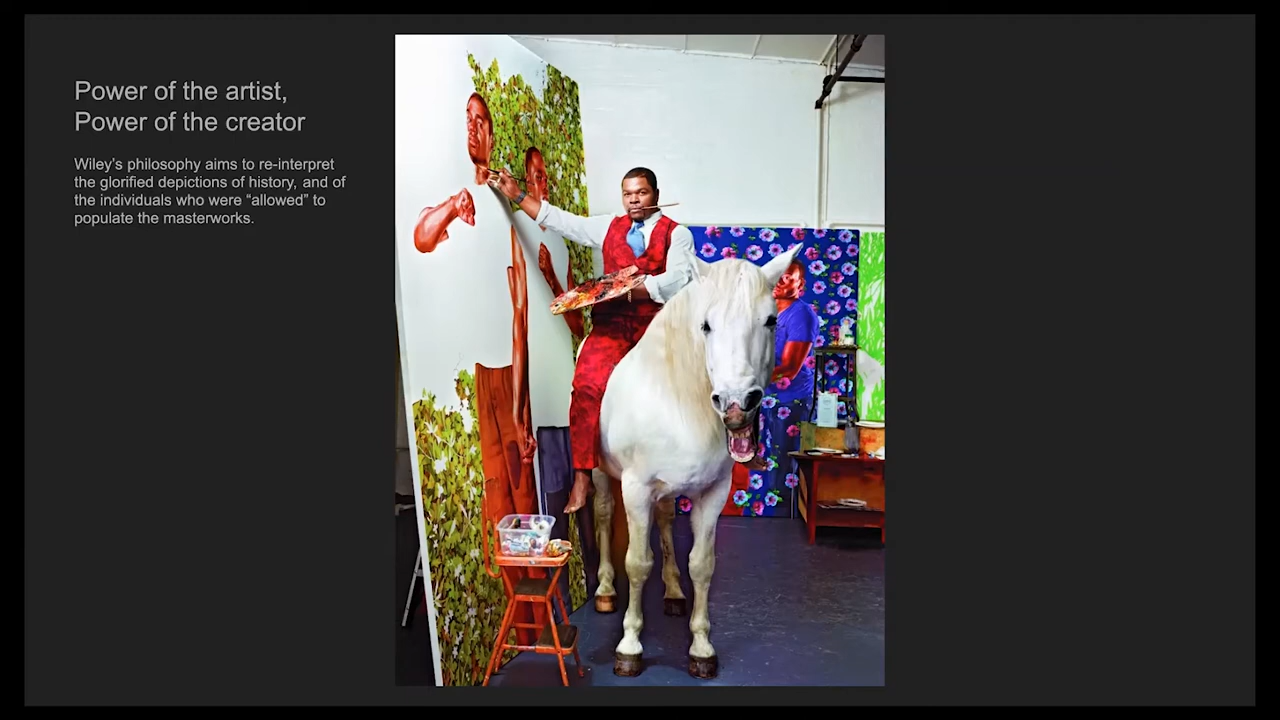 Power of the artist,
Power of the creator
Wiley’s philosophy aims to re-interpret
the glorified depictions of history, and of
the individuals who were “allowed” to
populate the masterworks.